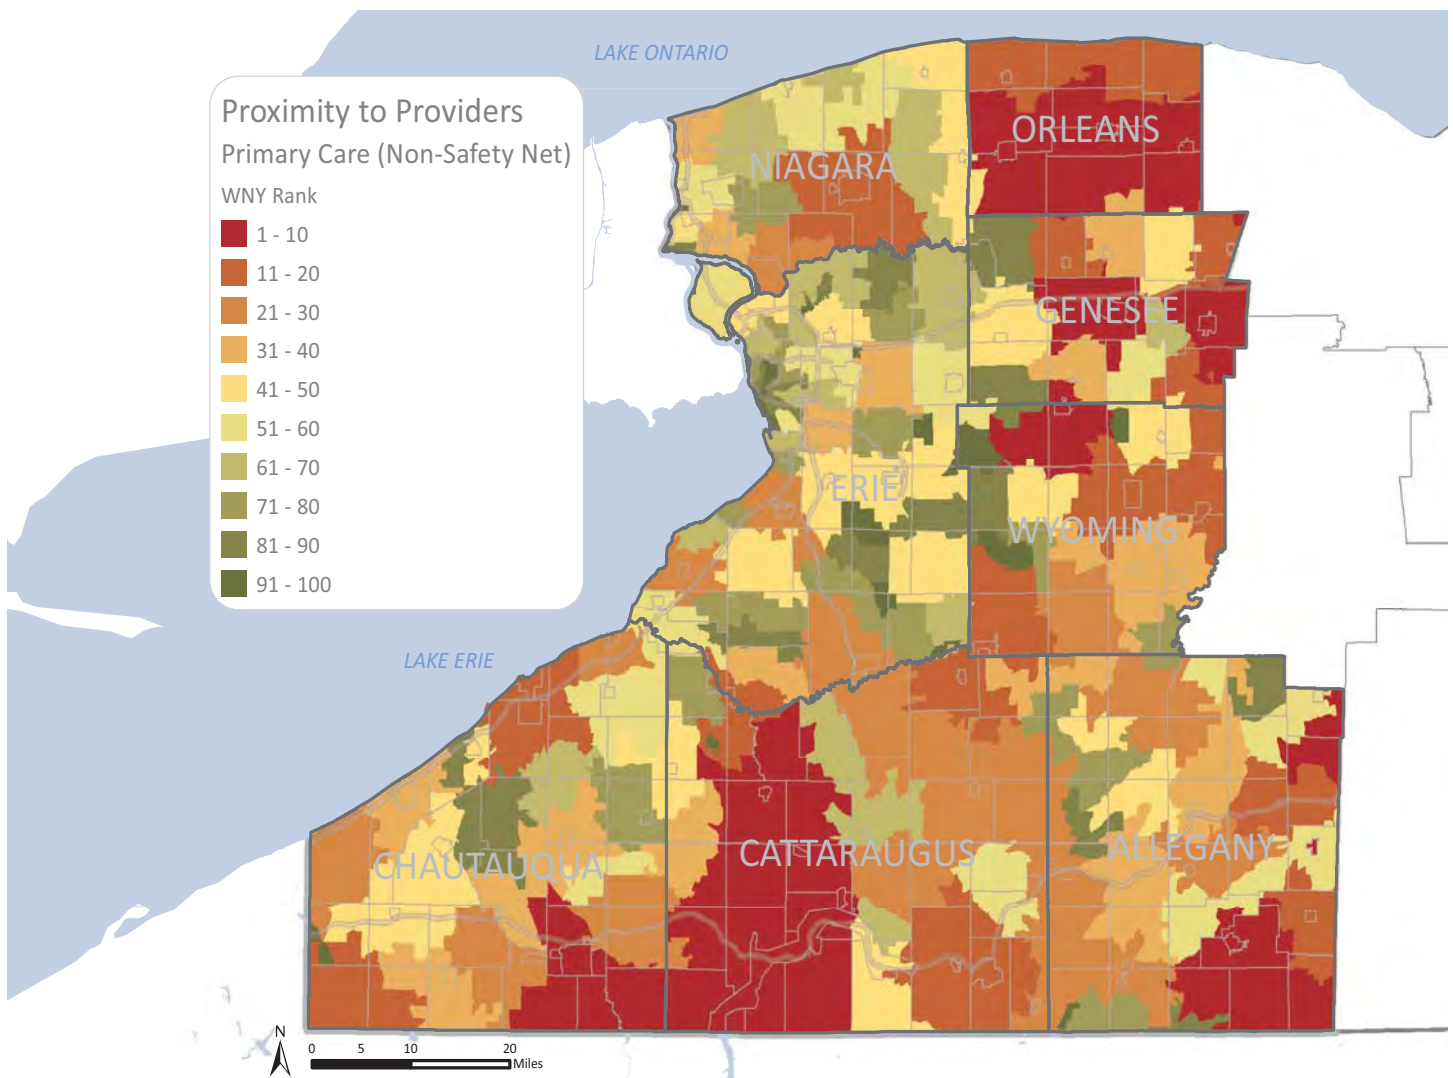 LAKE ONTARIO
Proximity to Providers
Primary Care (Non-Safety Net)
WNY Rank
1 - 10
11 - 20
21 - 30
31 - 40
41 - 50
51 - 60
61 - 70
71 - 80
81 - 90
91 - 100
ORLEANS
NIAGARA
GENESEE
ERIE
WYOMING
LAKE ERIE
CHAUTAUQUA
CATTARAUGUS
ALLEGANY
N
0 5 10 20
Miles